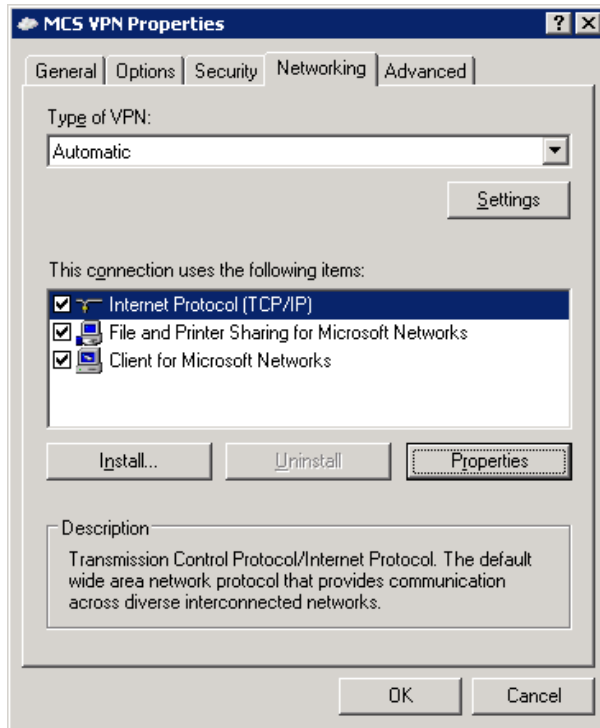 MCS VPN Properties
General Options Security Networking Advanced
Type of VPN:
Automatic
Settings
This connection uses the following items:
Internet Protocol (TCP/IP)
File and Printer Sharing for Microsoft Networks
Client for Microsoft Networks
Install... Uninstall Properties
Description
Transmission Control Protocol/Internet Protocol. The default
wide area network protocol that provides communication
across diverse interconnected networks.
OK Cancel